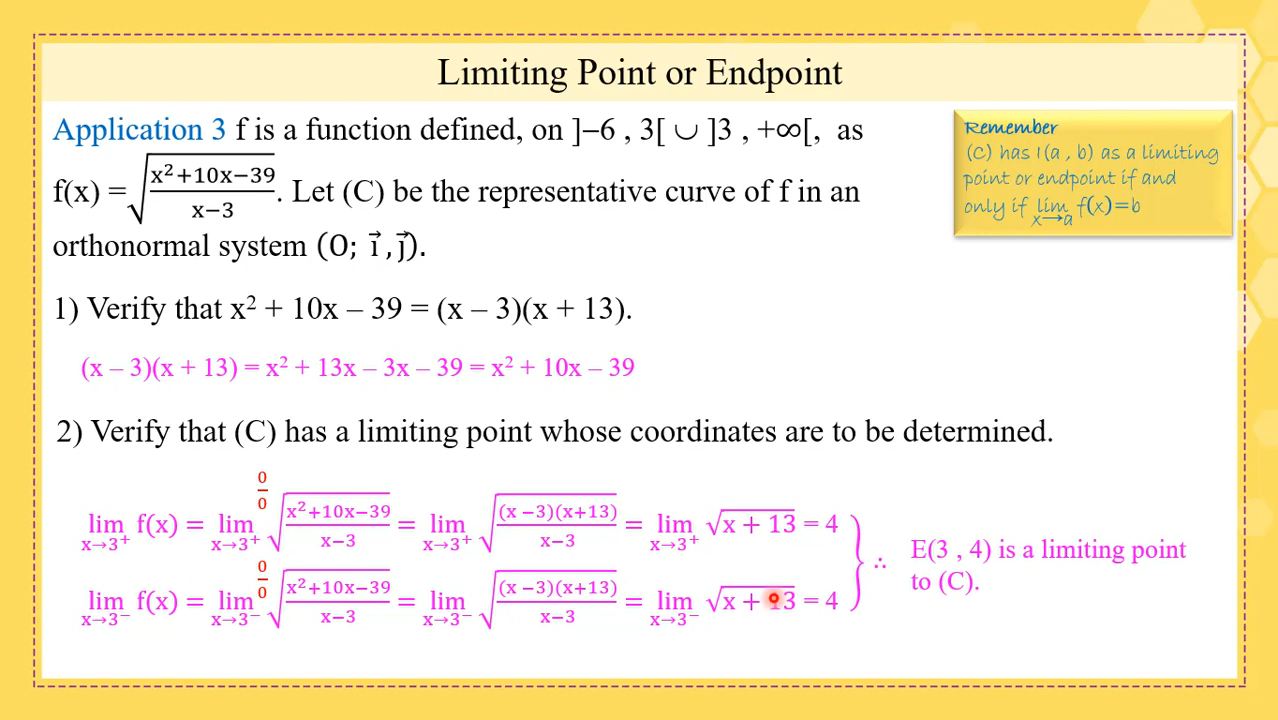 Limiting Point or Endpoint
Application 3 f is a function defined, on ]–6 , 3[ ∪ ]3 , +∞[, as
f(x) = √((x²+10x−39)/(x−3)). Let (C) be the representative curve of f in an
orthonormal system (O; i⃗ , j⃗).
Remember
(C) has I(a , b) as a limiting
point or endpoint if and
only if lim x→a f(x)=b
1) Verify that x² + 10x – 39 = (x – 3)(x + 13).
(x – 3)(x + 13) = x² + 13x – 3x – 39 = x² + 10x – 39
2) Verify that (C) has a limiting point whose coordinates are to be determined.
0/0
lim x→3⁺ f(x) = lim x→3⁺ √((x²+10x−39)/(x−3)) = lim x→3⁺ √(((x −3)(x+13))/(x−3)) = lim x→3⁺ √(x + 13) = 4
0/0
lim x→3⁻ f(x) = lim x→3⁻ √((x²+10x−39)/(x−3)) = lim x→3⁻ √(((x −3)(x+13))/(x−3)) = lim x→3⁻ √(x + 13) = 4
∴ E(3 , 4) is a limiting point
to (C).